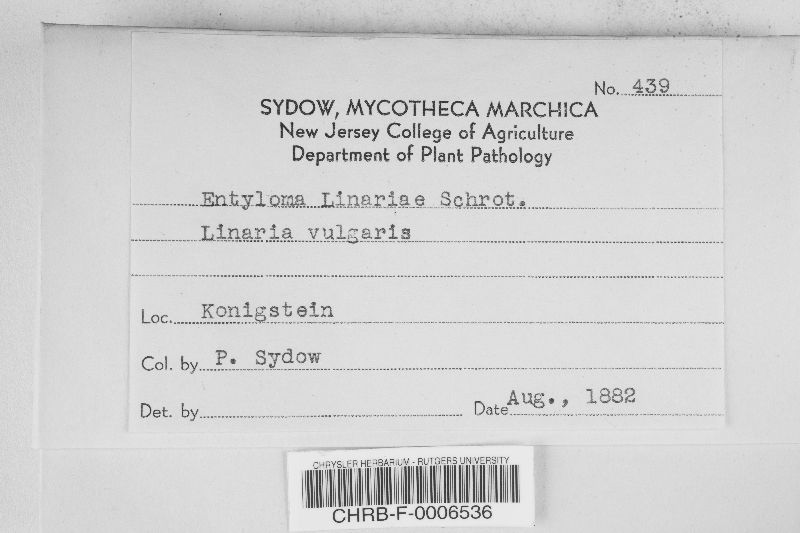 No. 439
SYDOW, MYCOTHECA MARCHICA
New Jersey College of Agriculture
Department of Plant Pathology
Entyloma Linariae Schrot.
Linaria vulgaris
Loc. Konigstein
Col. by P. Sydow
Det. by
Date Aug., 1882
CHRYSLER HERBARIUM - RUTGERS UNIVERSITY
CHRB-F-0006536